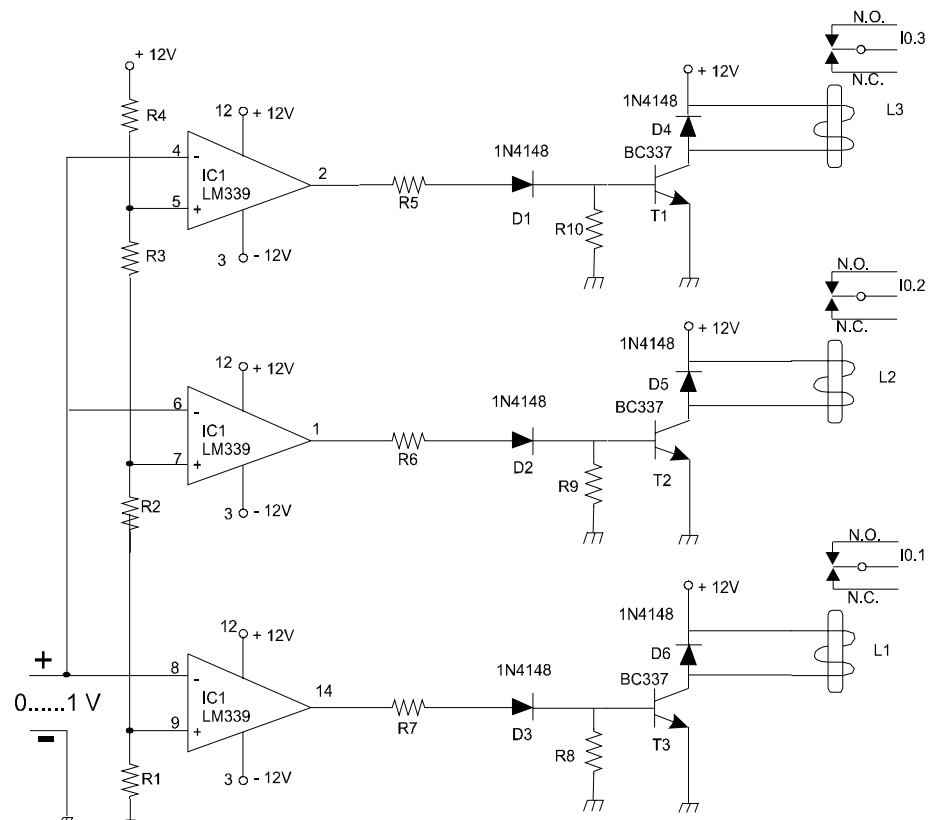 N.O.
I0.3
N.C.
+ 12V
R4
12
+ 12V
4
-
5
+
IC1
LM339
2
3
- 12V
R3
R5
1N4148
D1
R10
+ 12V
1N4148
D4
BC337
T1
L3
N.O.
I0.2
N.C.
12
+ 12V
6
-
7
+
IC1
LM339
1
3
- 12V
R2
R6
1N4148
D2
R9
+ 12V
1N4148
D5
BC337
T2
L2
N.O.
I0.1
N.C.
12
+ 12V
+
0......1 V
-
8
-
9
+
IC1
LM339
14
3
- 12V
R1
R7
1N4148
D3
R8
+ 12V
1N4148
D6
BC337
T3
L1